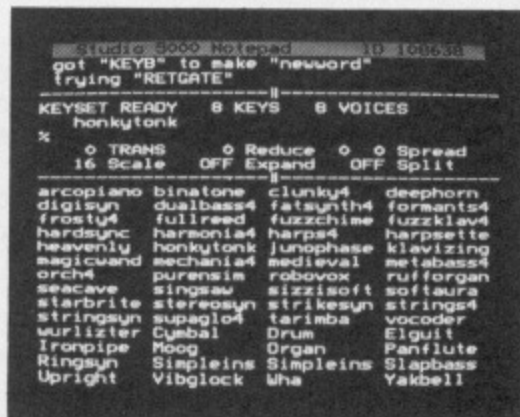 Studio 5000 Notepad ID 108638
got "KEYB" to make "newword"
trying "RETGATE"
KEYSET READY 8 KEYS 8 VOICES
honkytonk
%
0 TRANS 0 Reduce 0 0 Spread
16 Scale OFF Expand OFF Split
arcopiano binatone clunky4 deephorn
digisyn dualbass4 fatsynth4 formants4
frosty4 fullreed fuzzchime fuzzklav4
hardsync harmonia4 harps4 harpsette
heavenly honkytonk junophase klavizing
magicwand mechania4 medieval metabass4
orch4 purensim robovox rufforgan
seacave singsaw sizzisoft softaura
starbrite stereosyn strikesyn strings4
stringsyn supaglo4 tarimba vocoder
wurlizter Cymbal Drum Elguit
Ironpipe Moog Organ Panflute
Ringsyn Simpleins Simpleins Slapbass
Upright Vibglock Wha Yakbell